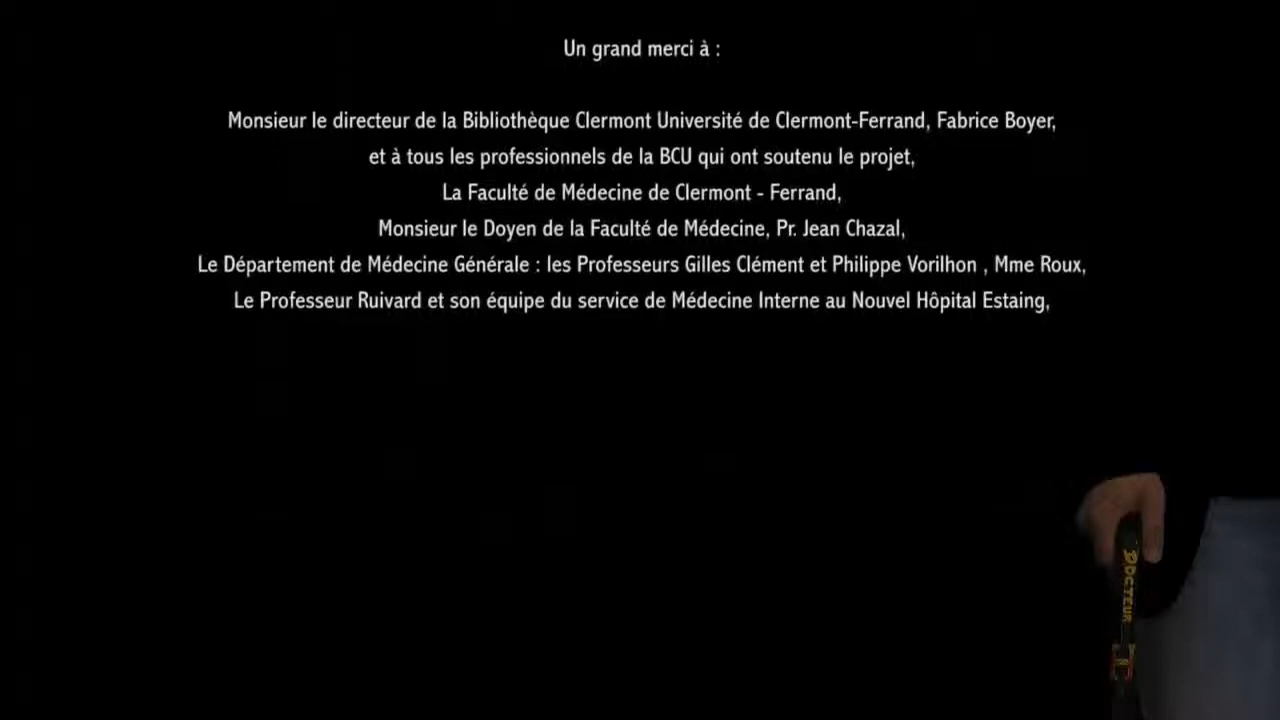 Un grand merci à :
Monsieur le directeur de la Bibliothèque Clermont Université de Clermont-Ferrand, Fabrice Boyer,
et à tous les professionnels de la BCU qui ont soutenu le projet,
La Faculté de Médecine de Clermont - Ferrand,
Monsieur le Doyen de la Faculté de Médecine, Pr. Jean Chazal,
Le Département de Médecine Générale : les Professeurs Gilles Clément et Philippe Vorilhon , Mme Roux,
Le Professeur Ruivard et son équipe du service de Médecine Interne au Nouvel Hôpital Estaing,
DOCTEUR